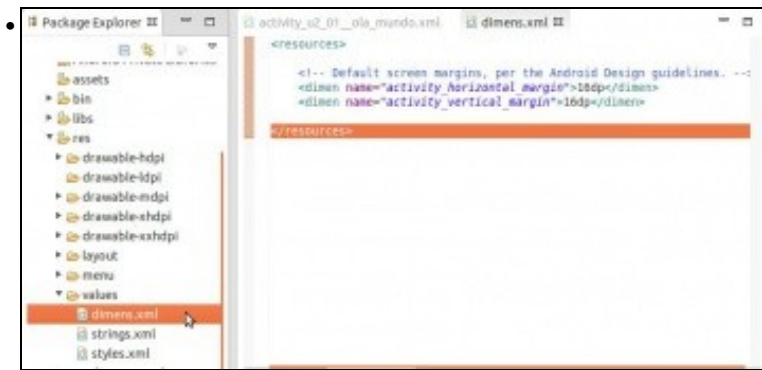 Package Explorer
assets
bin
libs
res
drawable-hdpi
drawable-ldpi
drawable-mdpi
drawable-xhdpi
drawable-xxhdpi
layout
menu
values
dimens.xml
strings.xml
styles.xml
activity_u2_01__ola_mundo.xml
dimens.xml
<resources>
<!-- Default screen margins, per the Android Design guidelines. --
<dimen name="activity_horizontal_margin">16dp</dimen>
<dimen name="activity_vertical_margin">16dp</dimen>
</resources>